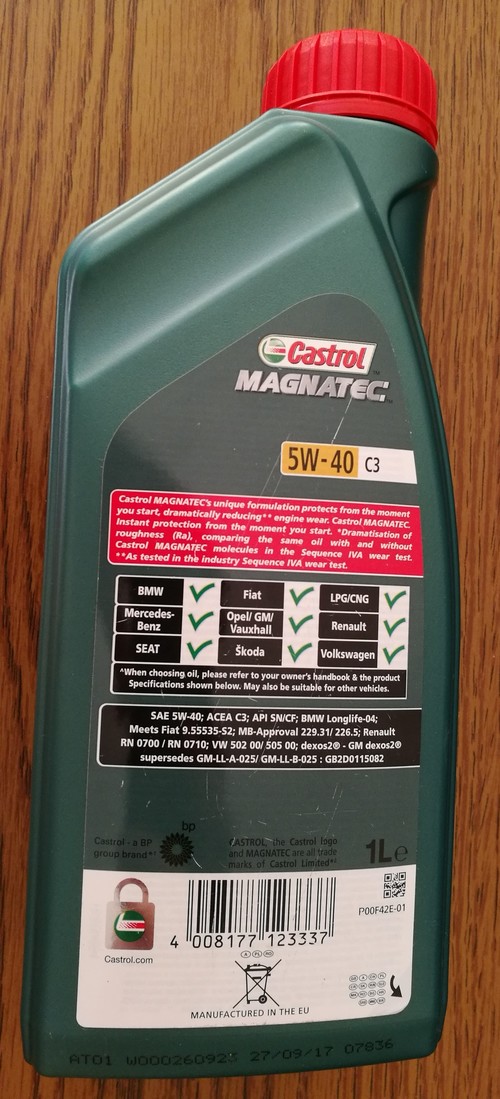 Castrol
MAGNATEC
5W-40 C3
Castrol MAGNATEC's unique formulation protects from the moment
you start, dramatically reducing** engine wear. Castrol MAGNATEC.
Instant protection from the moment you start. *Dramatisation of
roughness (Ra), comparing the same oil with and without
Castrol MAGNATEC molecules in the Sequence IVA wear test.
**As tested in the industry Sequence IVA wear test.
BMW Fiat LPG/CNG
Mercedes-Benz Opel/ GM/ Vauxhall Renault
SEAT Škoda Volkswagen
^When choosing oil, please refer to your owner's handbook & the product
Specifications shown below. May also be suitable for other vehicles.
SAE 5W-40; ACEA C3; API SN/CF; BMW Longlife-04;
Meets Fiat 9.55535-S2; MB-Approval 229.31/ 226.5; Renault
RN 0700 / RN 0710; VW 502 00/ 505 00; dexos2® - GM dexos2®
supersedes GM-LL-A-025/ GM-LL-B-025 : GB2D0115082
bp
Castrol - a BP
group brand
CASTROL, the Castrol logo
and MAGNATEC are all trade
marks of Castrol Limited
1L e
P00F42E-01
4 008177 123337
Castrol.com
MANUFACTURED IN THE EU
AT01 W000260923 27/09/17 07836